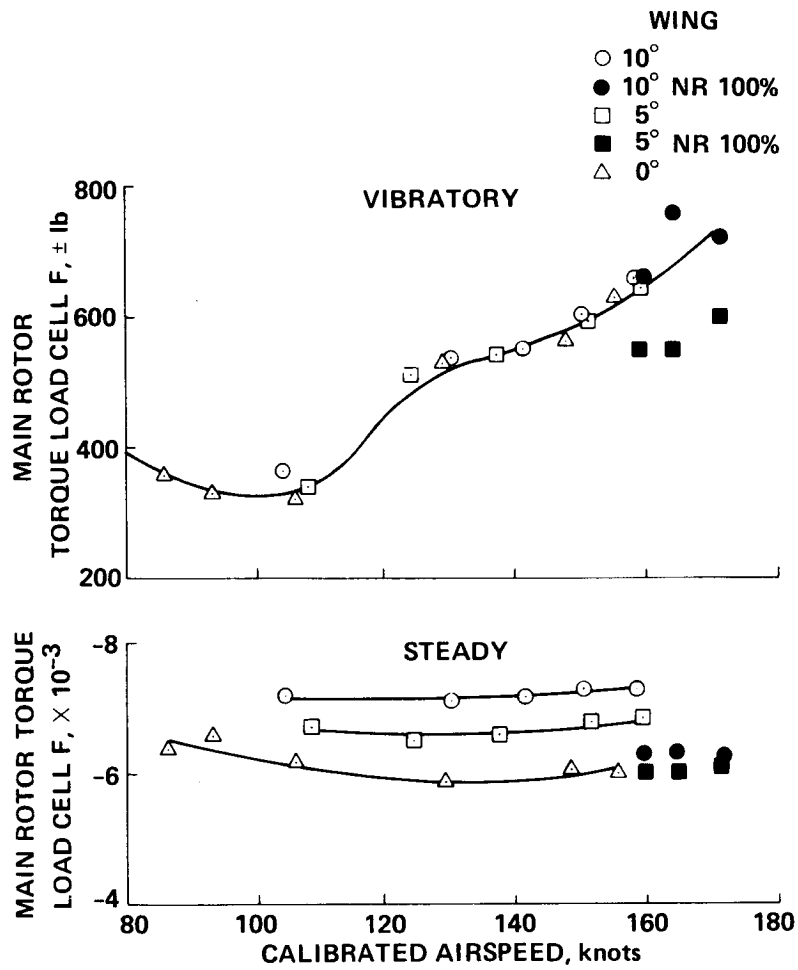 WING
10°
10° NR 100%
5°
5° NR 100%
0°
VIBRATORY
800
600
400
200
MAIN ROTOR
TORQUE LOAD CELL F, ± lb
STEADY
-8
-6
-4
MAIN ROTOR TORQUE
LOAD CELL F, × 10⁻³
80 100 120 140 160 180
CALIBRATED AIRSPEED, knots